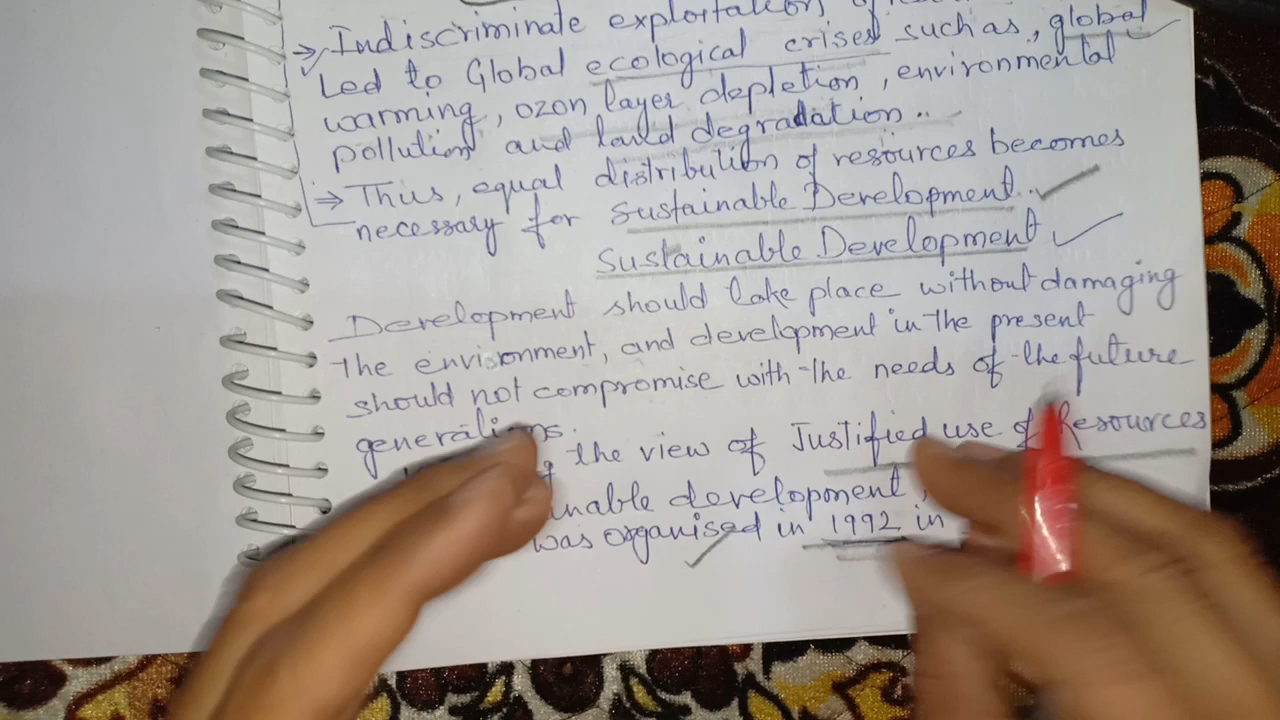 ⇒ Indiscriminate exploitation of
Led to Global ecological crises such as, global
warming, ozon layer depletion, environmental
pollution and land degradation..
⇒ Thus, equal distribution of resources becomes
necessary for Sustainable Development..
Sustainable Development
Development should take place without damaging
the environment, and development in the present
should not compromise with the needs of the future
generations.
the view of Justified use of Resources
development,
was organised in 1992 in